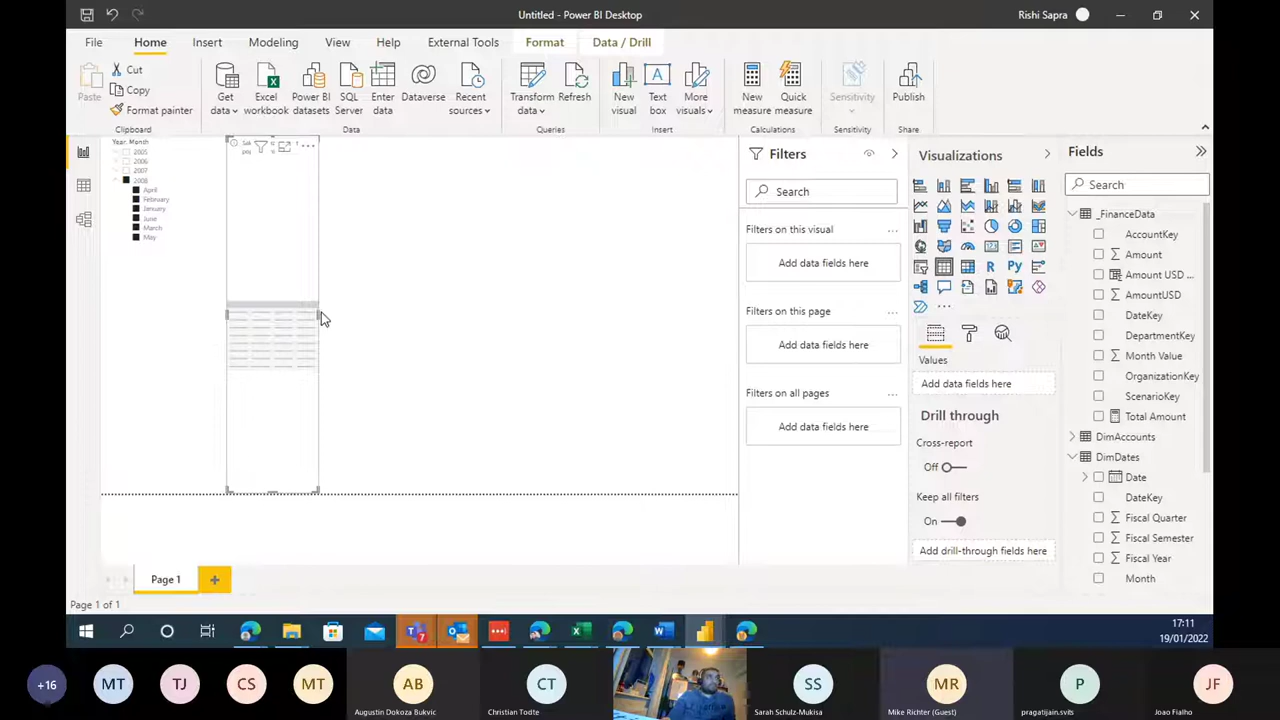 Untitled - Power BI Desktop
Rishi Sapra
File
Home
Insert
Modeling
View
Help
External Tools
Format
Data / Drill
Paste
Cut
Copy
Format painter
Get data
Excel workbook
Power BI datasets
SQL Server
Enter data
Dataverse
Recent sources
Transform data
Refresh
New visual
Text box
More visuals
New measure
Quick measure
Sensitivity
Publish
Clipboard
Data
Queries
Insert
Calculations
Sensitivity
Share
Year, Month
2005
2006
2007
2008
April
February
January
June
March
May
Filters
Search
Filters on this visual
...
Add data fields here
Filters on this page
...
Add data fields here
Filters on all pages
...
Add data fields here
Visualizations
R
Py
123
Values
Add data fields here
Drill through
Cross-report
Off
Keep all filters
On
Add drill-through fields here
Fields
Search
_FinanceData
AccountKey
Amount
Amount USD ...
AmountUSD
DateKey
DepartmentKey
Month Value
OrganizationKey
ScenarioKey
Total Amount
DimAccounts
DimDates
Date
DateKey
Fiscal Quarter
Fiscal Semester
Fiscal Year
Month
Page 1
Page 1 of 1
7
17:11
19/01/2022
+16
MT
TJ
CS
MT
AB
Augustin Dokoza Bukvic
CT
Christian Todte
SS
Sarah Schulz-Mukisa
MR
Mike Richter (Guest)
P
pragatijain.svits
JF
Joao Fialho